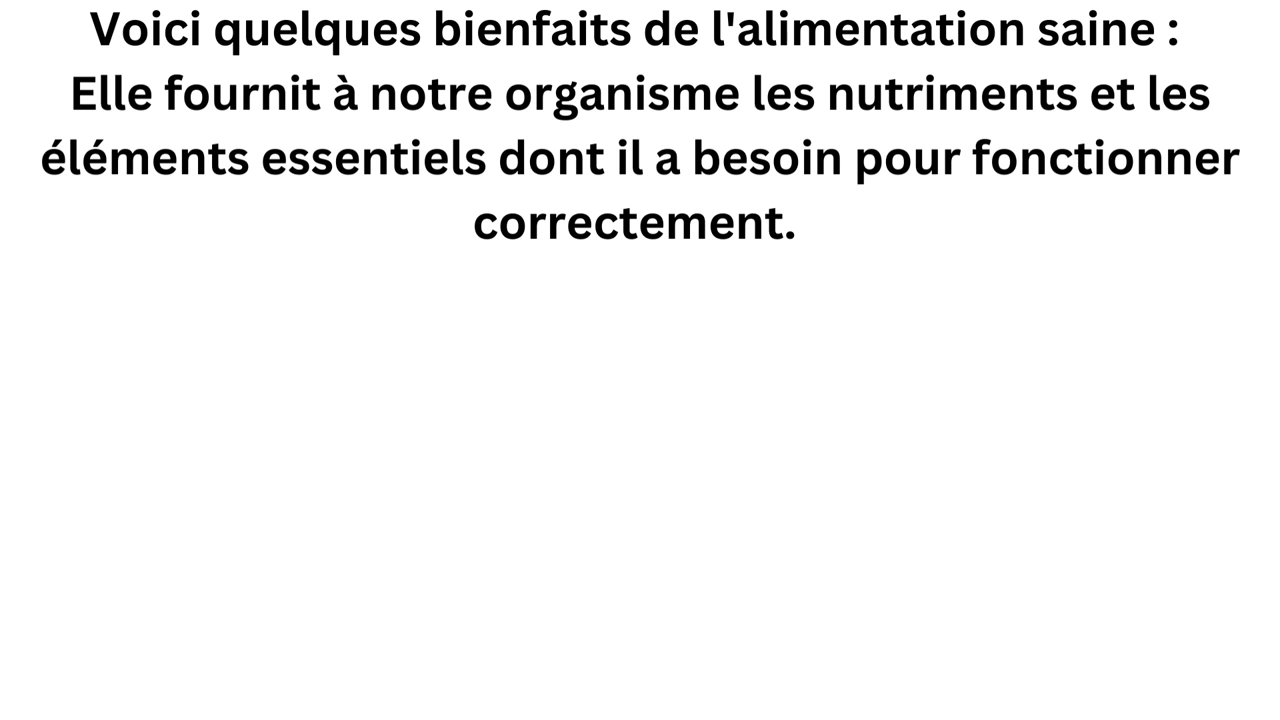 Voici quelques bienfaits de l'alimentation saine :
Elle fournit à notre organisme les nutriments et les
éléments essentiels dont il a besoin pour fonctionner
correctement.